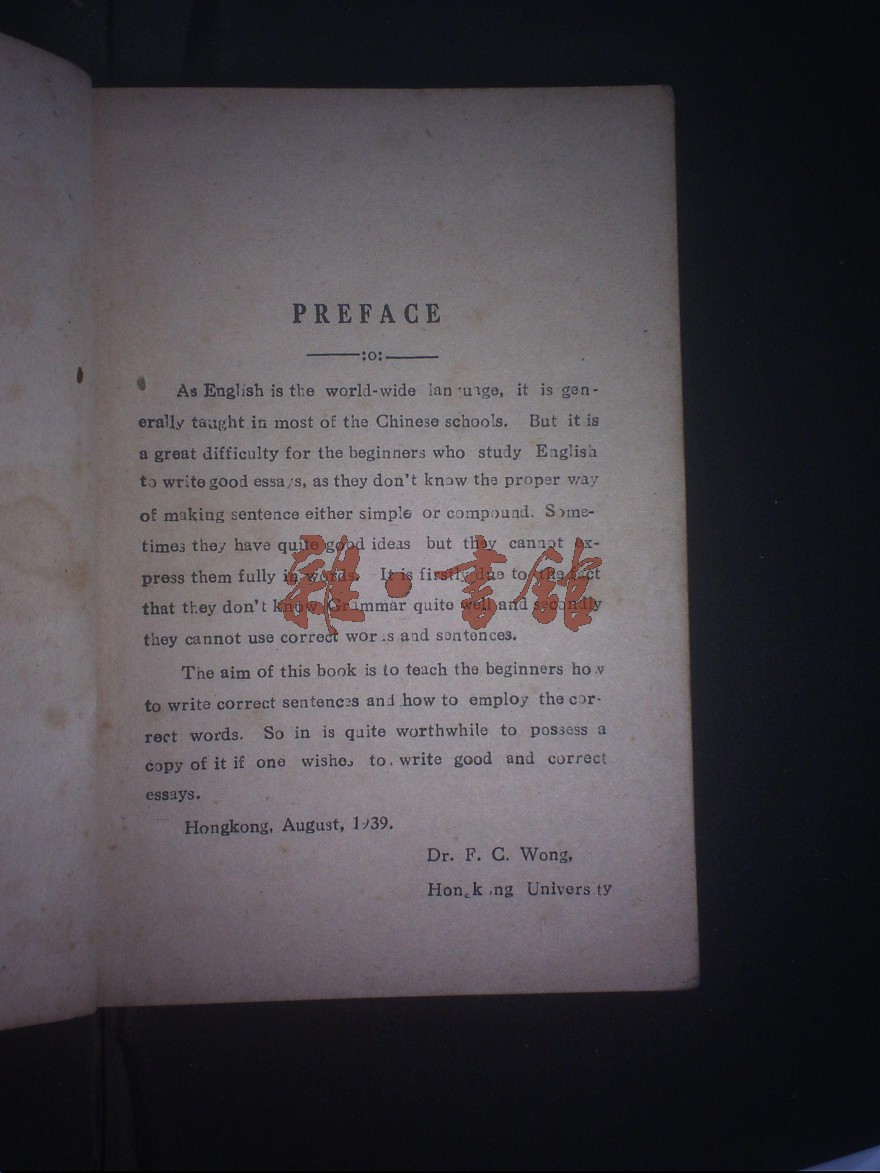 PREFACE
:o:
As English is the world-wide language, it is gen-
erally taught in most of the Chinese schools. But it is
a great difficulty for the beginners who study English
to write good essays, as they don't know the proper way
of making sentence either simple or compound. Some-
times they have quite good ideas but they cannot ex-
press them fully in words. It is firstly due to the fact
that they don't know Grammar quite well and secondly
they cannot use correct words and sentences.
The aim of this book is to teach the beginners how
to write correct sentences and how to employ the cor-
rect words. So in is quite worthwhile to possess a
copy of it if one wishes to write good and correct
essays.
Hongkong, August, 1939.
Dr. F. C. Wong,
Hongkong University
雜·書館